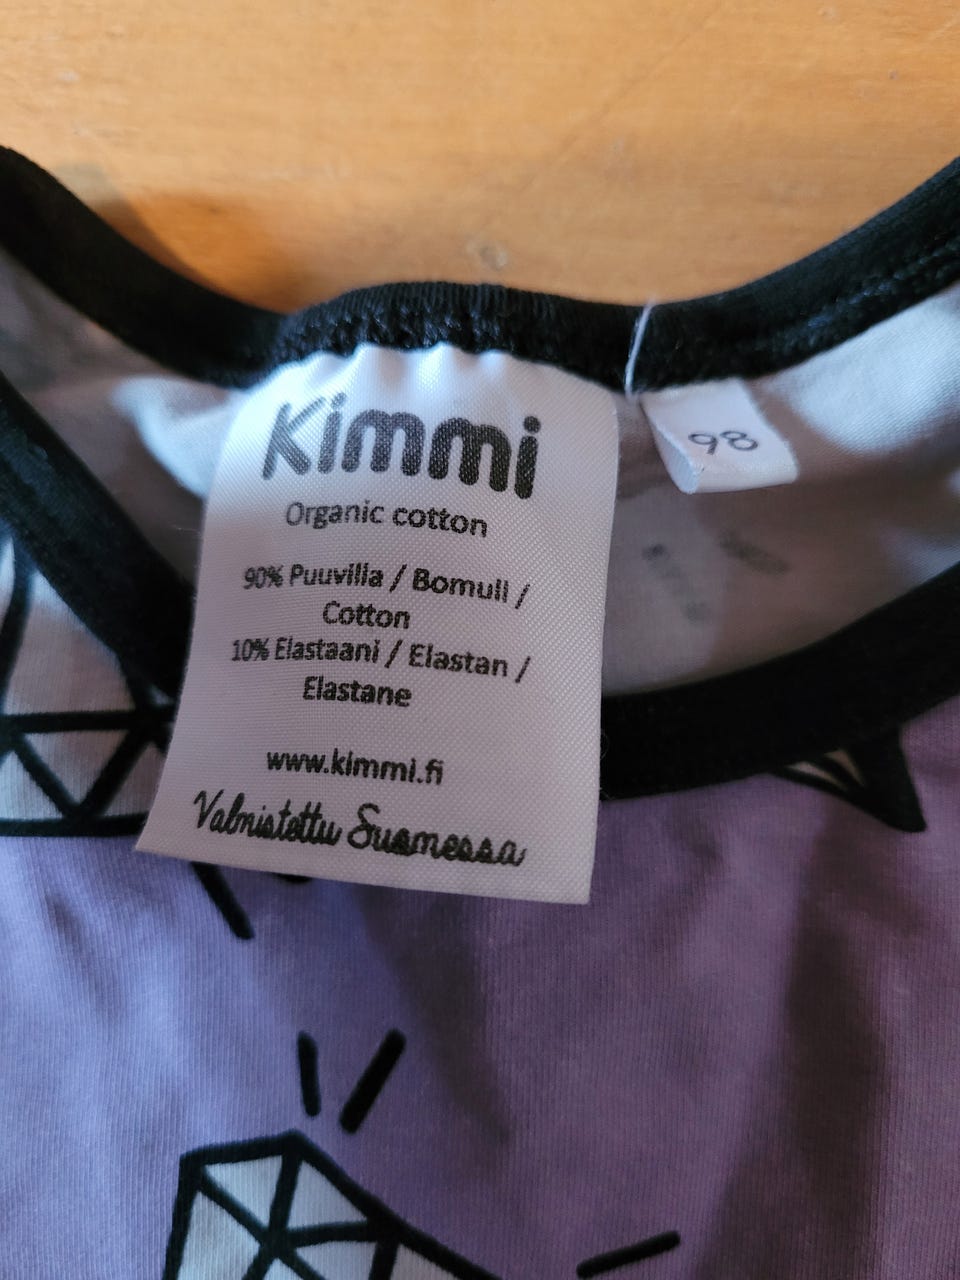 Kimmi
Organic cotton
90% Puuvilla / Bomull /
Cotton
10% Elastaani / Elastan /
Elastane
www.kimmi.fi
Valmistettu Suomessa
98